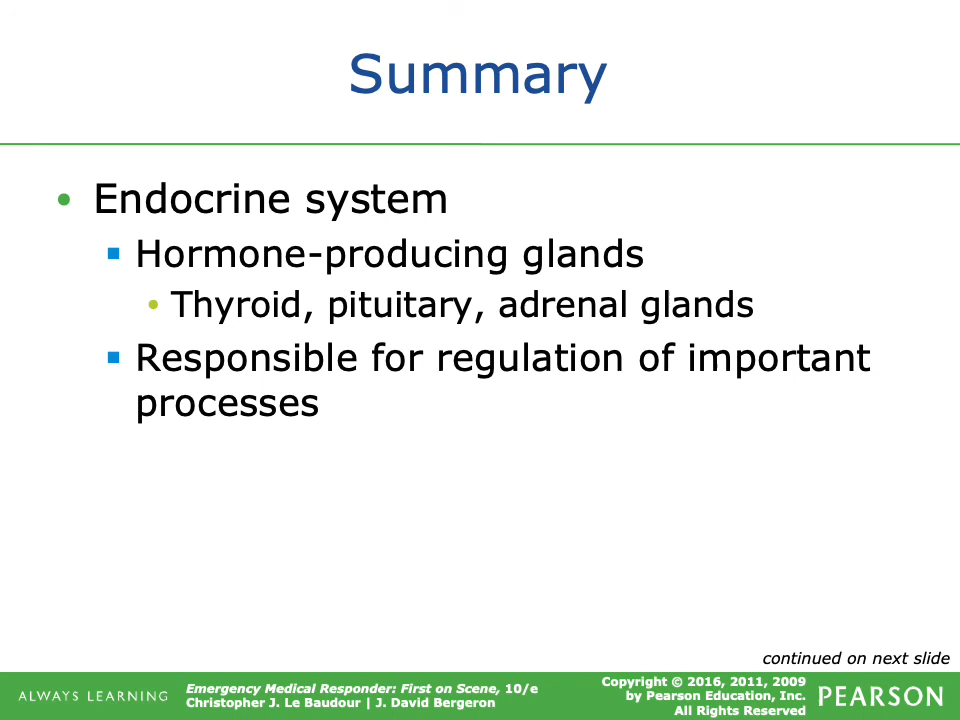 Summary
• Endocrine system
▪ Hormone-producing glands
• Thyroid, pituitary, adrenal glands
▪ Responsible for regulation of important
processes
continued on next slide
ALWAYS LEARNING
Emergency Medical Responder: First on Scene, 10/e
Christopher J. Le Baudour | J. David Bergeron
Copyright © 2016, 2011, 2009
by Pearson Education, Inc.
All Rights Reserved
PEARSON